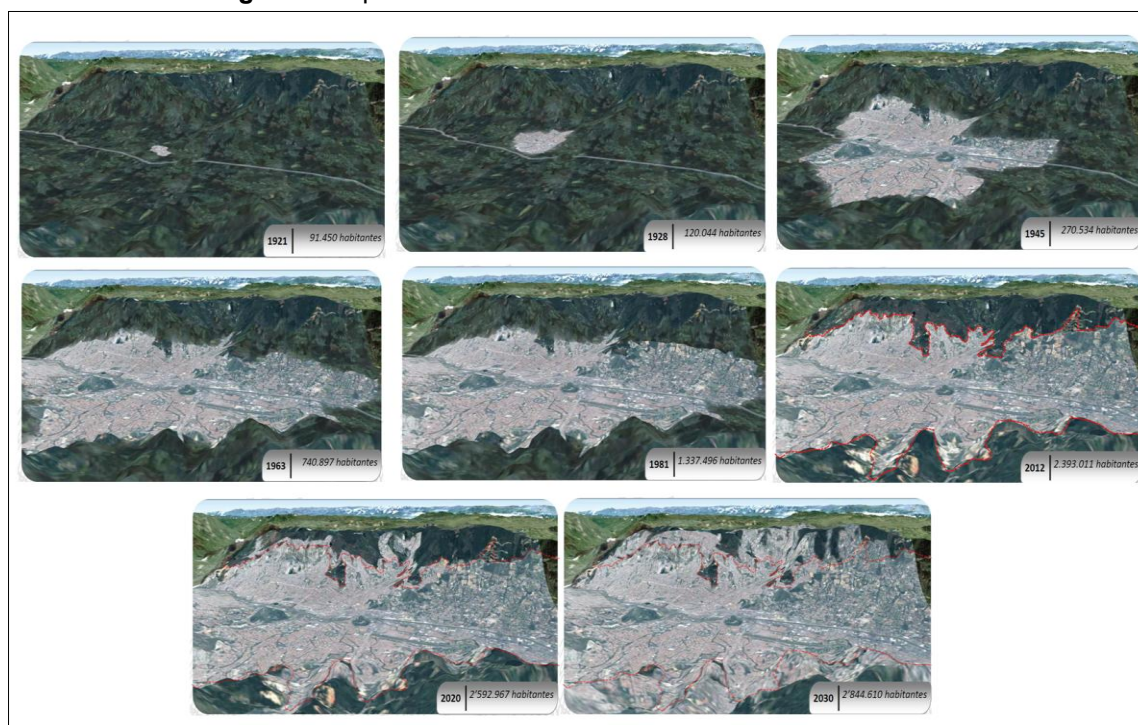 1921 91.450 habitantes
1928 120.044 habitantes
1945 270.534 habitantes
1963 740.897 habitantes
1981 1.337.496 habitantes
2012 2.393.011 habitantes
2020 2'592.967 habitantes
2030 2'844.610 habitantes